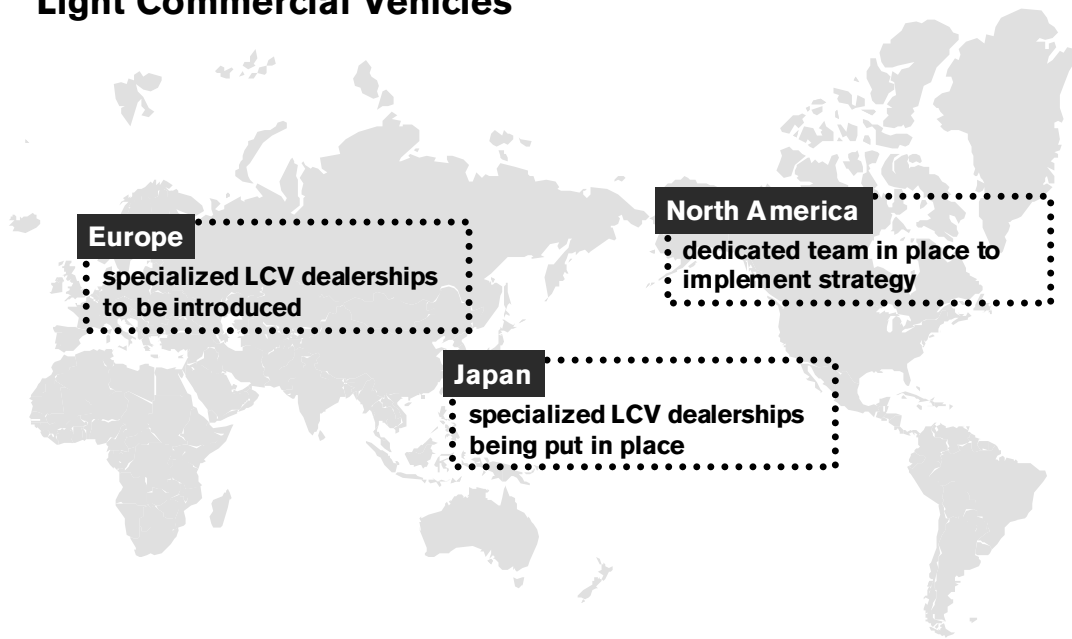 Light Commercial Vehicles
Europe
specialized LCV dealerships
to be introduced
North America
dedicated team in place to
implement strategy
Japan
specialized LCV dealerships
being put in place